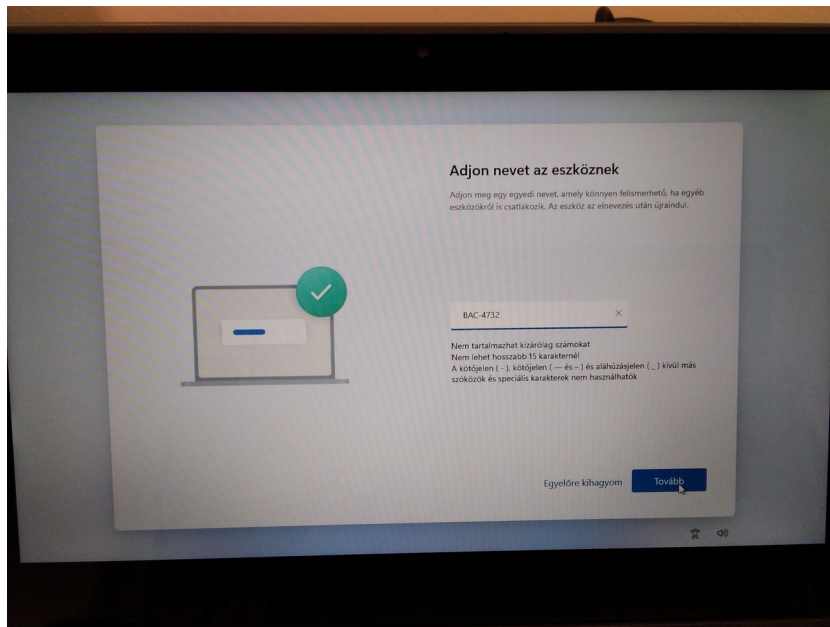 Adjon nevet az eszköznek
Adjon meg egy egyedi nevet, amely könnyen felismerhető, ha egyéb
eszközökről is csatlakozik. Az eszköz az elnevezés után újraindul.
BAC-4732
Nem tartalmazhat kizárólag számokat
Nem lehet hosszabb 15 karakternél
A kötőjelen ( - ), kötőjelen ( — és – ) és aláhúzásjelen ( _ ) kívül más
szóközök és speciális karakterek nem használhatók
Egyelőre kihagyom
Tovább